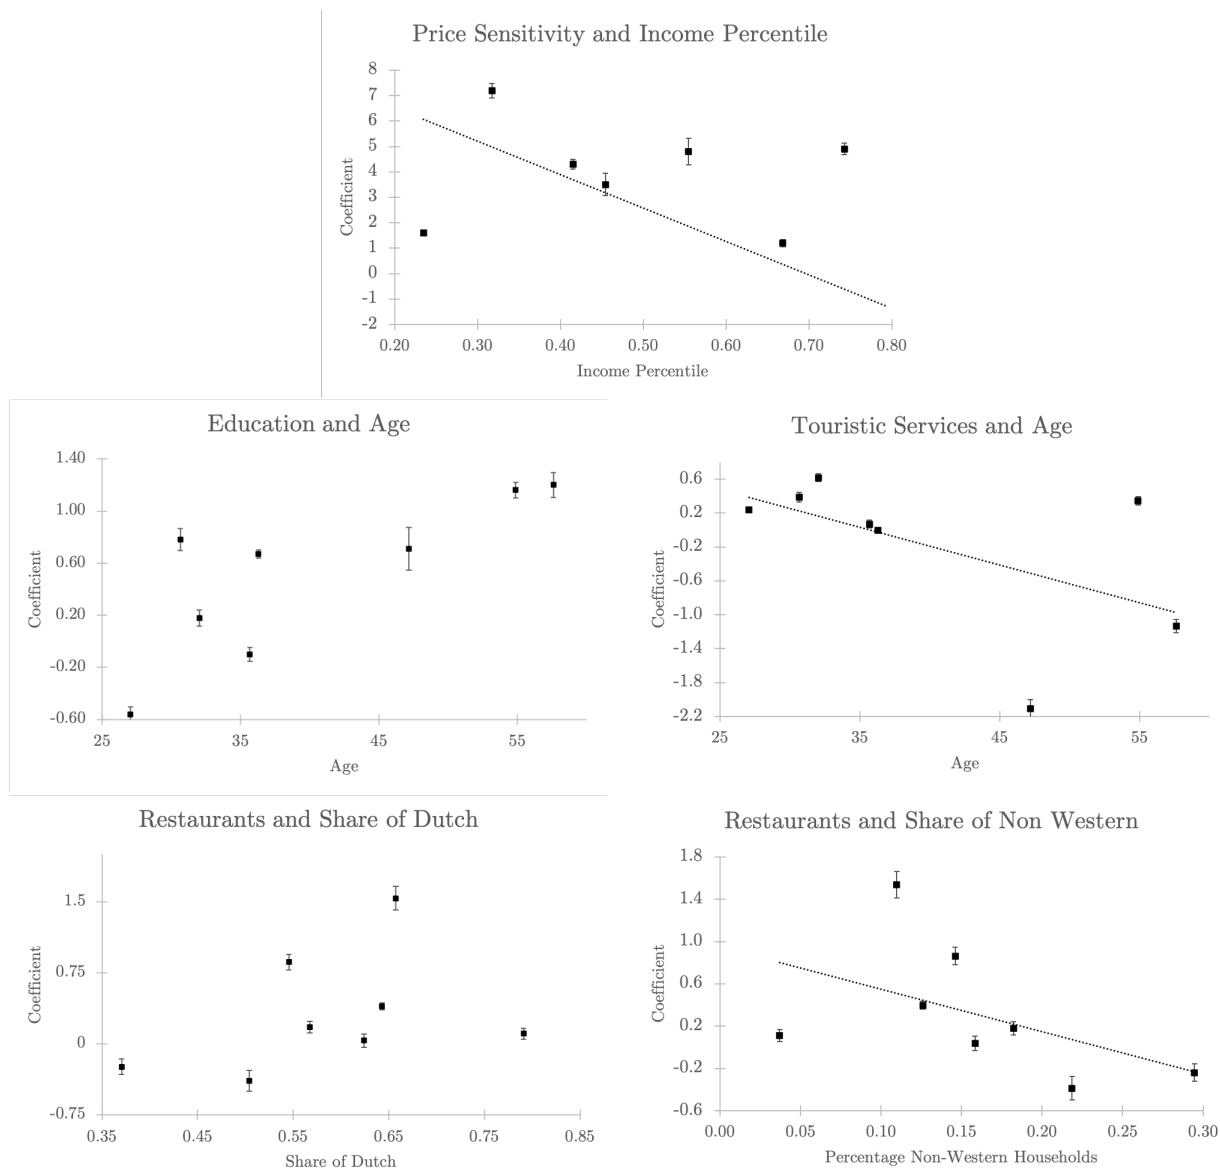 Price Sensitivity and Income Percentile
8
7
6
5
4
3
2
1
0
-1
-2
Coefficient
0.20 0.30 0.40 0.50 0.60 0.70 0.80
Income Percentile
Education and Age
1.40
1.00
0.60
0.20
-0.20
-0.60
Coefficient
25 35 45 55
Age
Touristic Services and Age
0.6
0.2
-0.2
-0.6
-1.0
-1.4
-1.8
-2.2
Coefficient
25 35 45 55
Age
Restaurants and Share of Dutch
1.5
0.75
0
-0.75
Coefficient
0.35 0.45 0.55 0.65 0.75 0.85
Share of Dutch
Restaurants and Share of Non Western
1.8
1.4
1.0
0.6
0.2
-0.2
-0.6
Coefficient
0.00 0.05 0.10 0.15 0.20 0.25 0.30
Percentage Non-Western Households